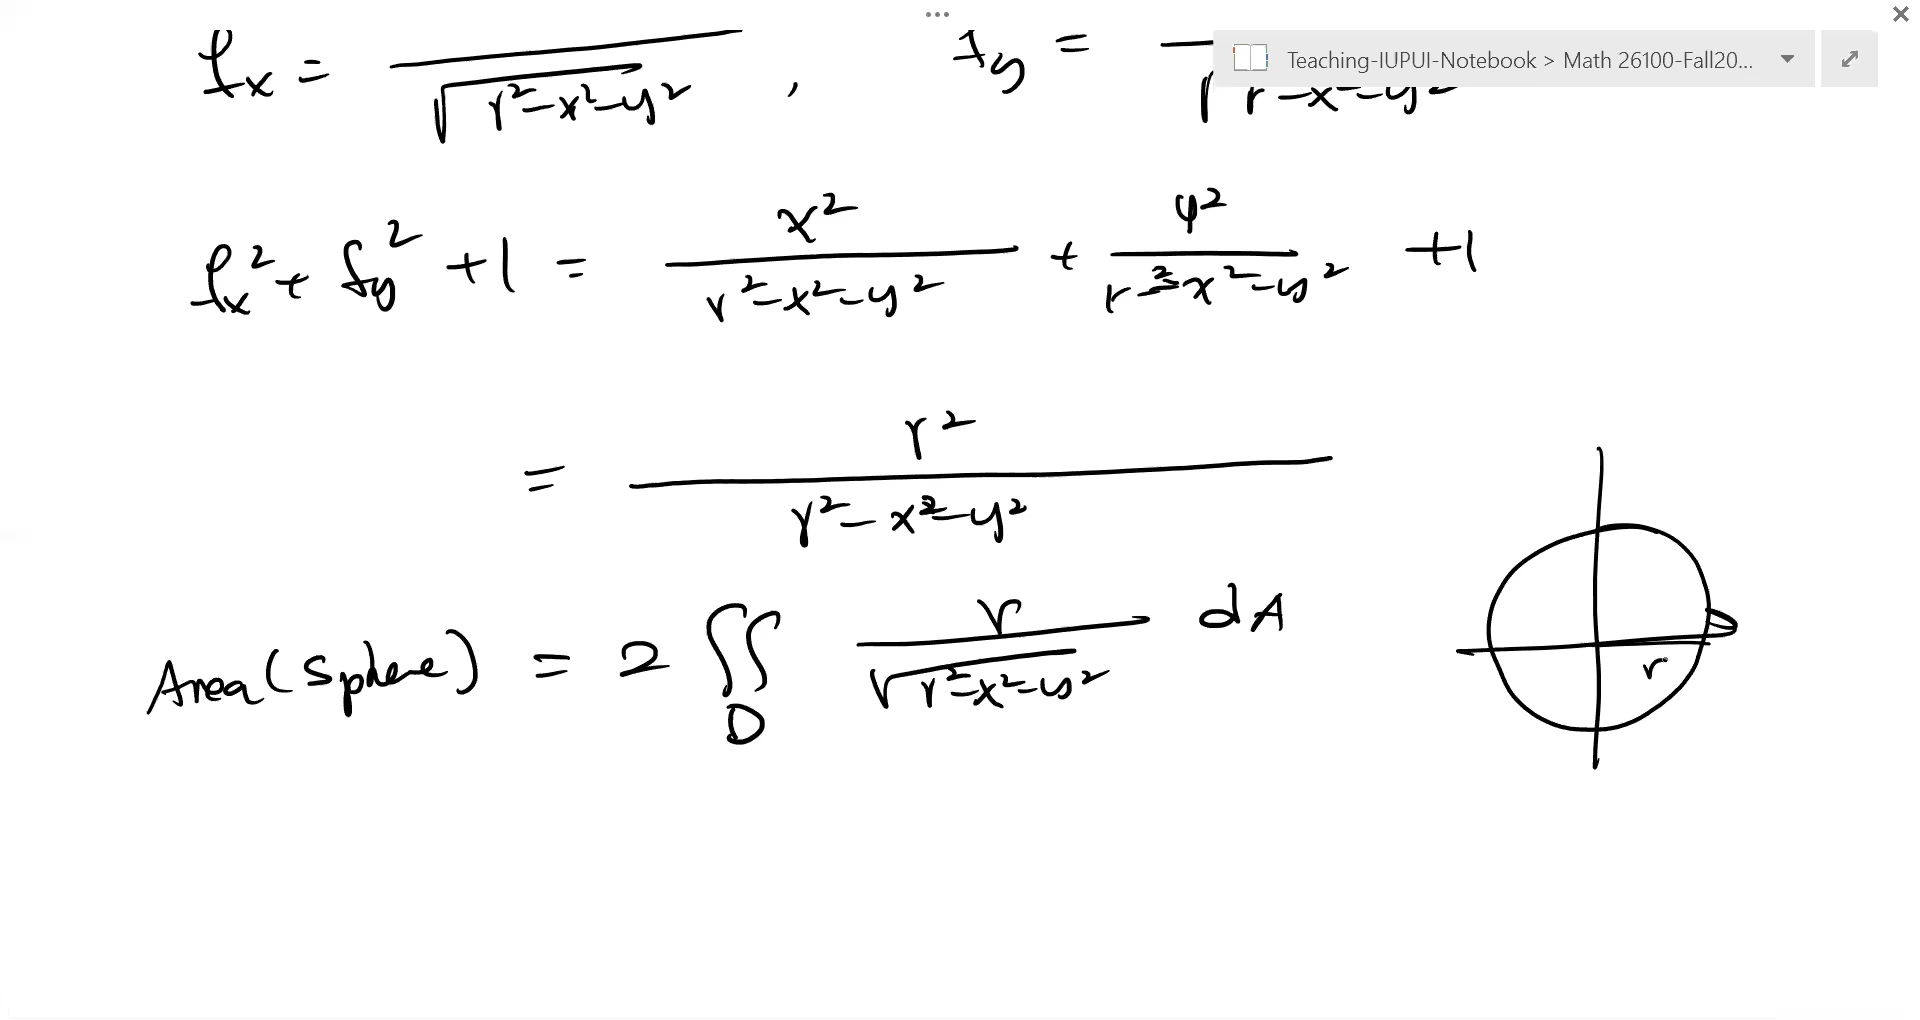 Teaching-IUPUI-Notebook > Math 26100-Fall20...
fx = ———/√(r²-x²-y²) , fy = ———/√(r-x²-y²
fx² + fy² + 1 = x²/(r²-x²-y²) + y²/(r²-x²-y²) + 1
= r²/(r²-x²-y²)
Area(sphere) = 2 ∬_D r/√(r²-x²-y²) dA
r